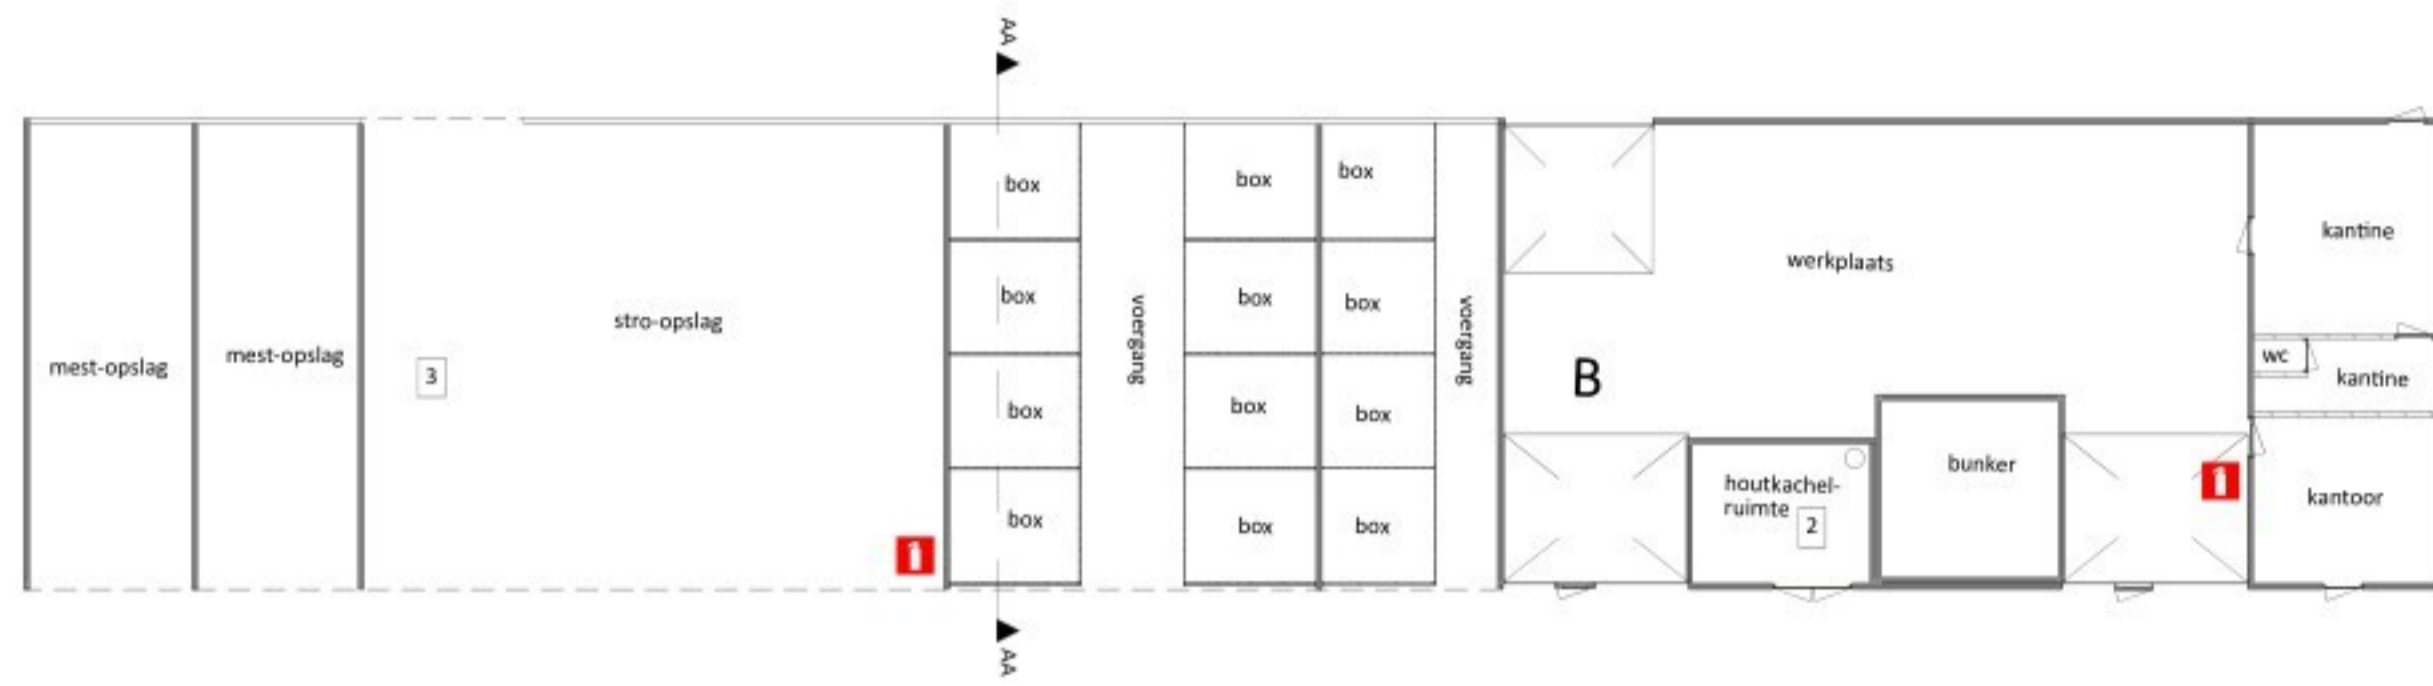 AA
mest-opslag
mest-opslag
3
stro-opslag
box
box
box
box
voergang
box
box
box
box
box
box
box
box
voergang
B
werkplaats
houtkachel-
ruimte
2
bunker
kantine
wc
kantine
kantoor
AA